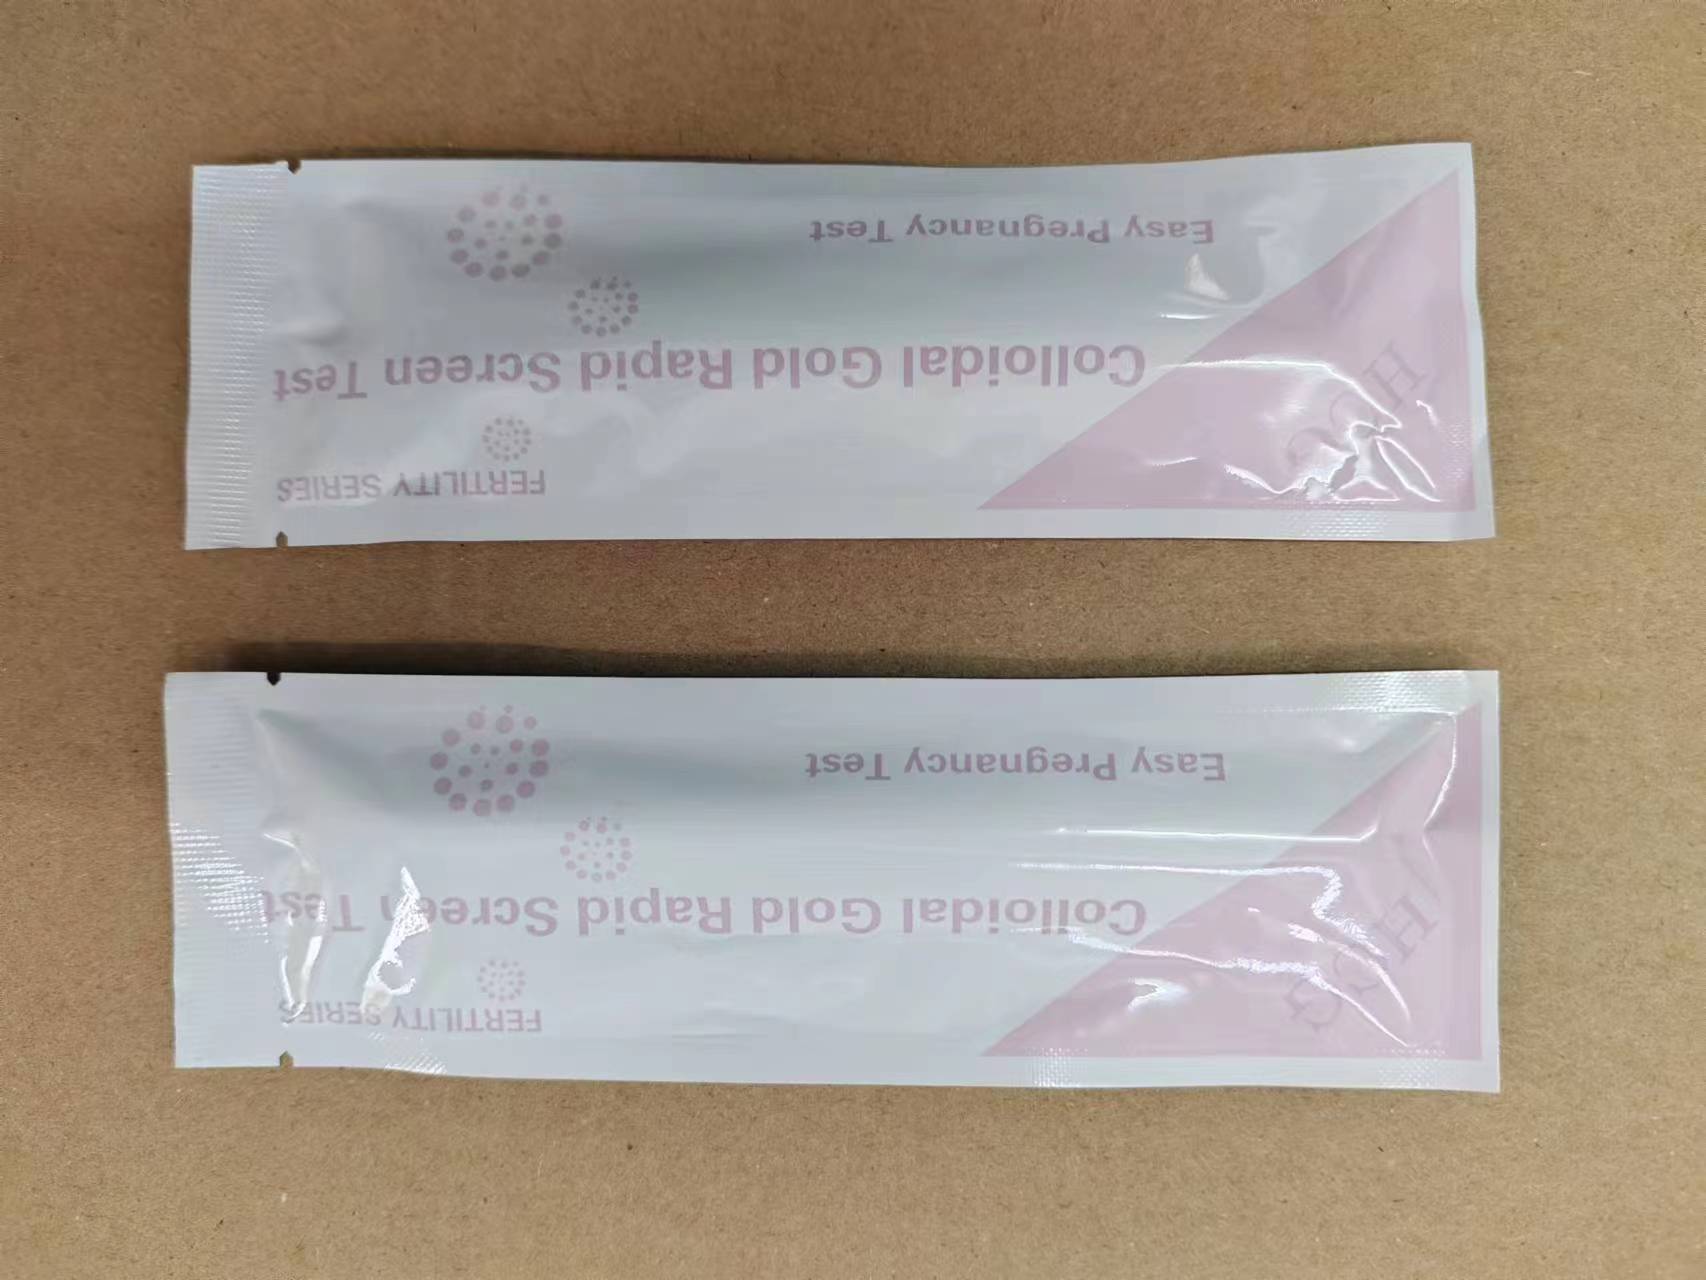 FERTILITY SERIES
Colloidal Gold Rapid Screen Test
HCG
Easy Pregnancy Test
FERTILITY SERIES
Colloidal Gold Rapid Screen Test
HCG
Easy Pregnancy Test